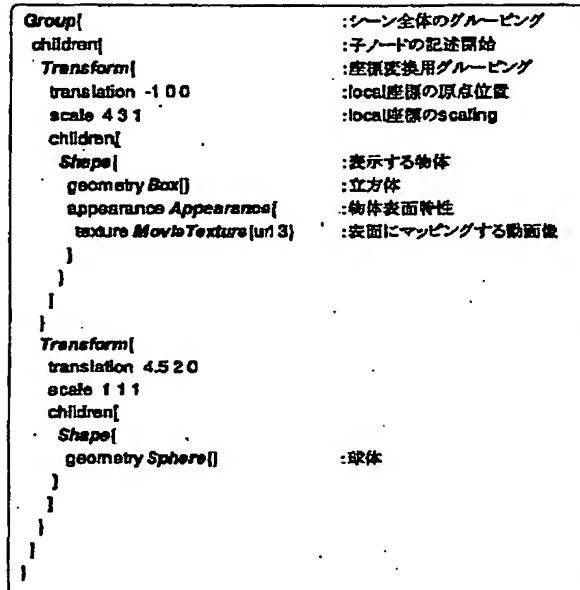 Group{ :シーン全体のグルーピング
children[ :子ノードの記述開始
Transform{ :座標変換用グルーピング
translation -1 0 0 :local座標の原点位置
scale 4 3 1 :local座標のscaling
children[
Shape{ :表示する物体
geometry Box{} :立方体
appearance Appearance{ :物体表面特性
texture MovieTexture{url 3} :表面にマッピングする動画像
}
}
]
}
Transform{
translation 4.5 2 0
scale 1 1 1
children[
Shape{
geometry Sphere{} :球体
}
]
}
]
}